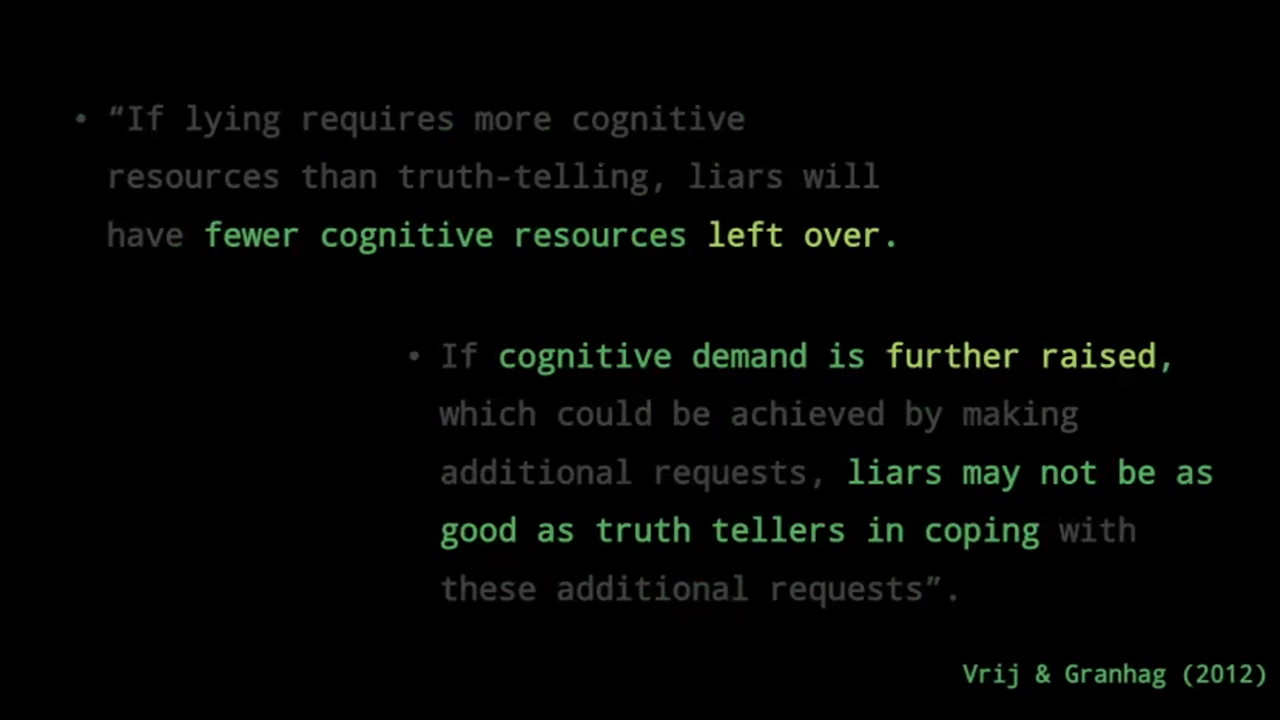 • “If lying requires more cognitive
resources than truth-telling, liars will
have fewer cognitive resources left over.
• If cognitive demand is further raised,
which could be achieved by making
additional requests, liars may not be as
good as truth tellers in coping with
these additional requests”.
Vrij & Granhag (2012)